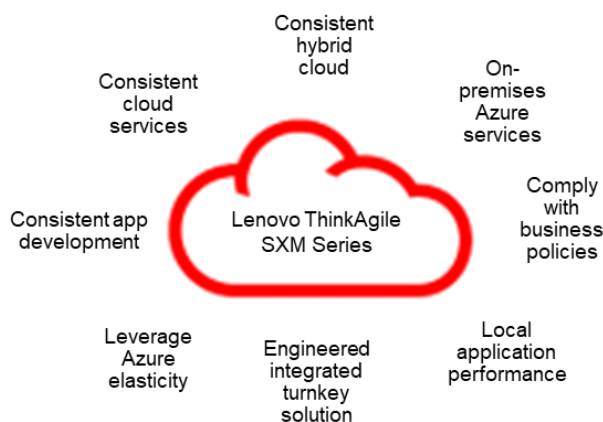 Consistent
hybrid
cloud
Consistent
cloud
services
On-
premises
Azure
services
Consistent app
development
Lenovo ThinkAgile
SXM Series
Comply
with
business
policies
Leverage
Azure
elasticity
Engineered
integrated
turnkey
solution
Local
application
performance